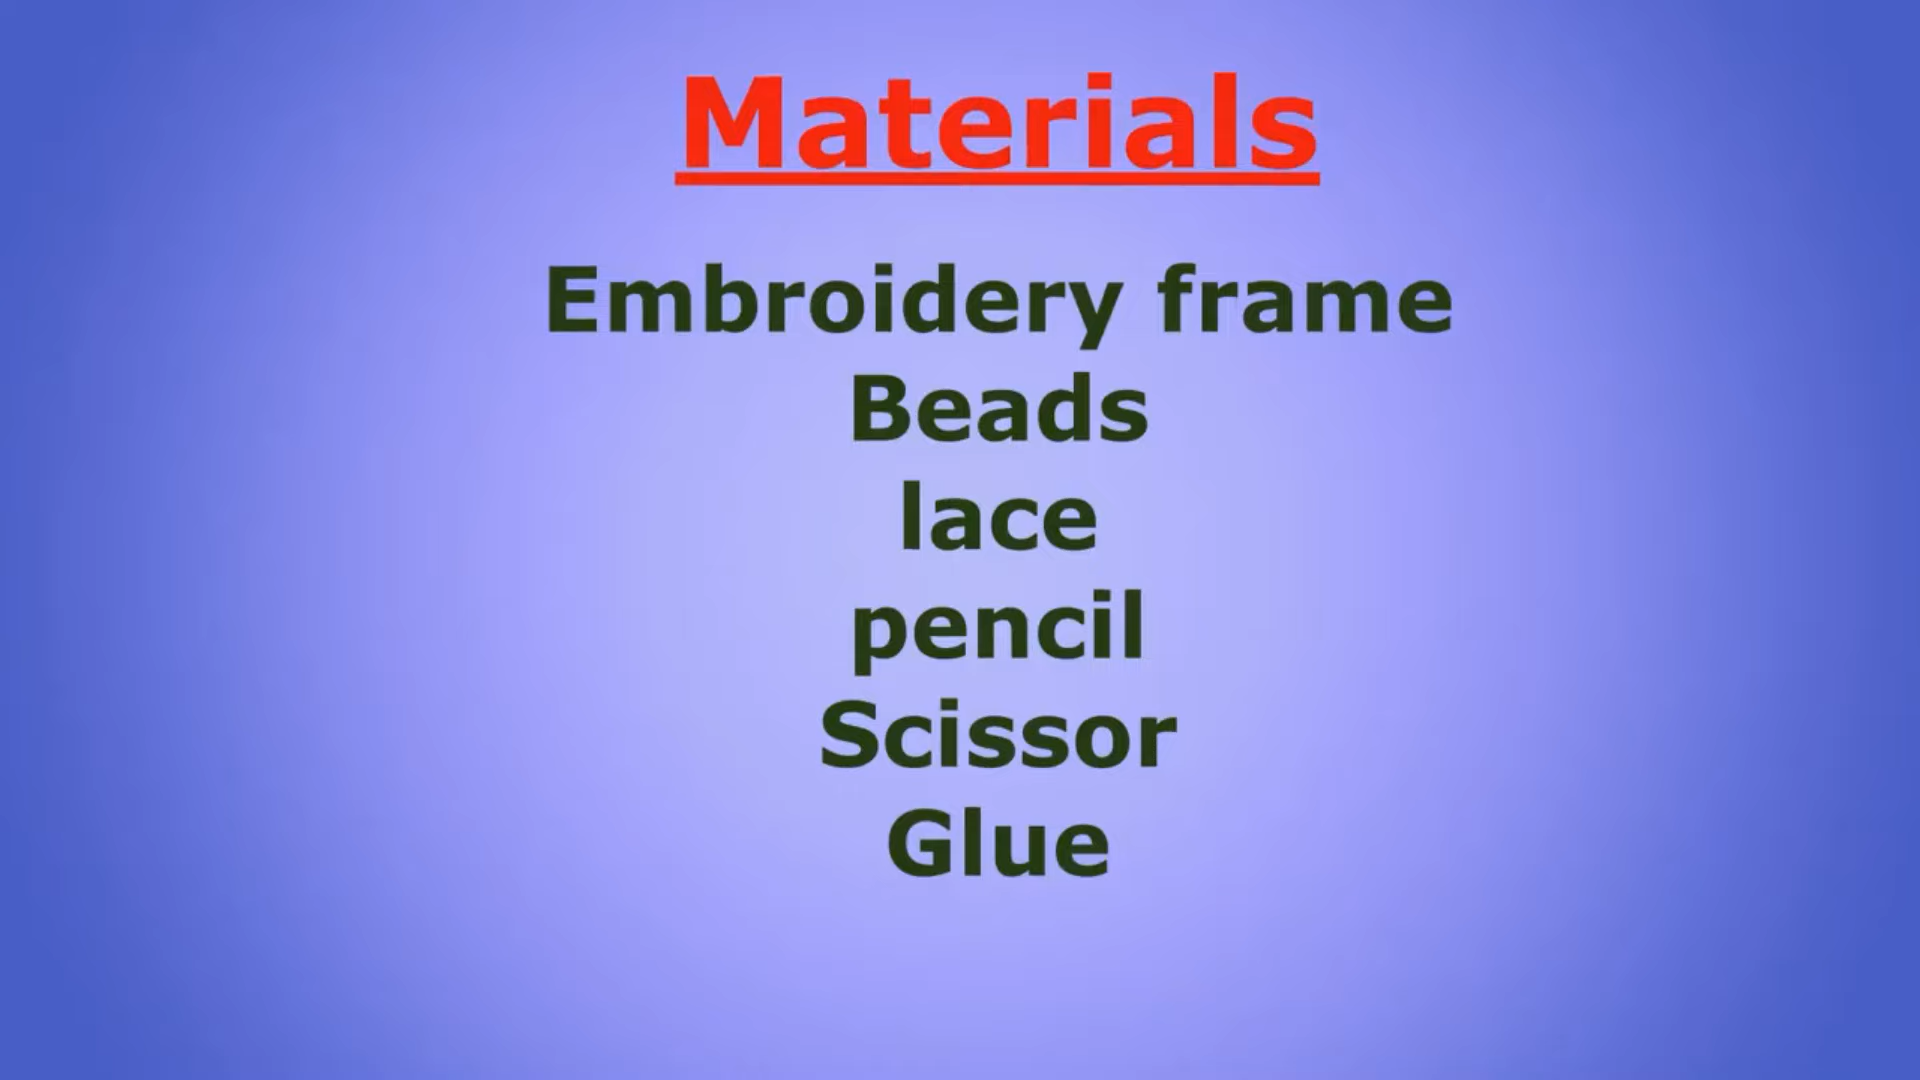 Materials
Embroidery frame
Beads
lace
pencil
Scissor
Glue